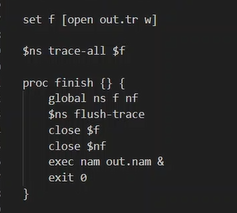 set f [open out.tr w]
$ns trace-all $f
proc finish {} {
global ns f nf
$ns flush-trace
close $f
close $nf
exec nam out.nam &
exit 0
}